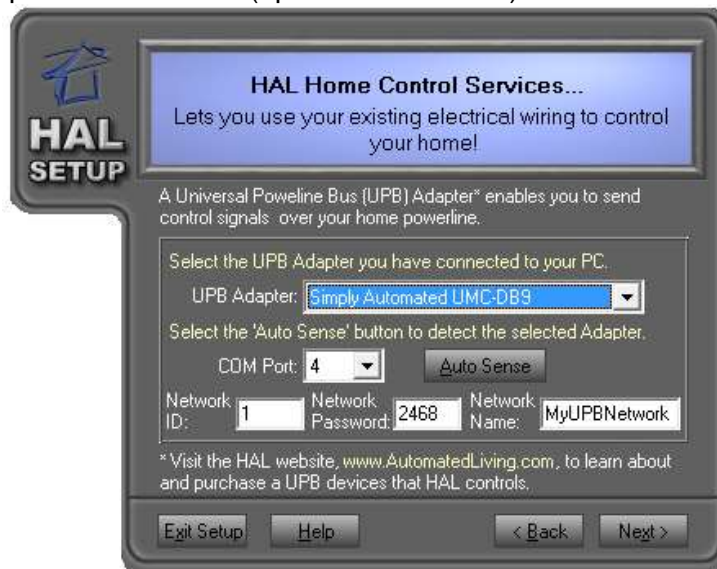 HAL
SETUP
HAL Home Control Services...
Lets you use your existing electrical wiring to control
your home!
A Universal Poweline Bus (UPB) Adapter* enables you to send
control signals over your home powerline.
Select the UPB Adapter you have connected to your PC.
UPB Adapter: Simply Automated UMC-DB9
Select the 'Auto Sense' button to detect the selected Adapter.
COM Port: 4 Auto Sense
Network ID: 1 Network Password: 2468 Network Name: MyUPBNetwork
* Visit the HAL website, www.AutomatedLiving.com, to learn about
and purchase a UPB devices that HAL controls.
Exit Setup Help < Back Next >